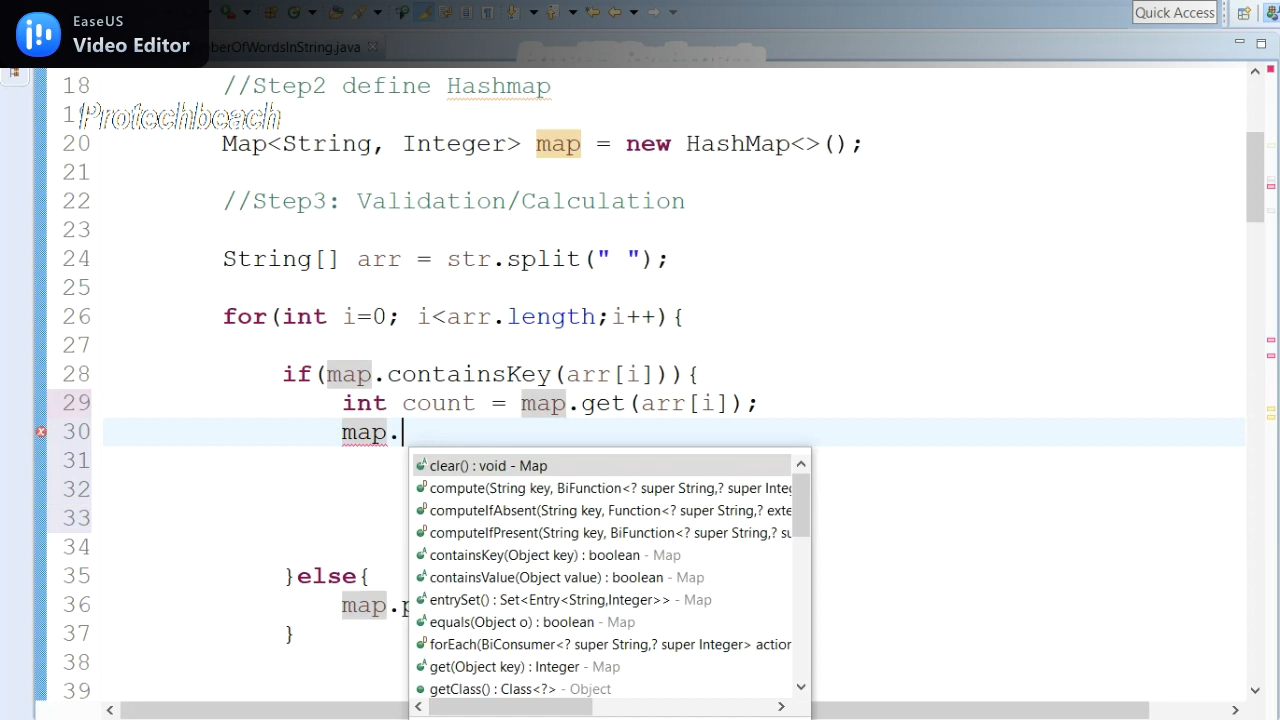 EaseUS
Video Editor
Quick Access
berOfWordsInString.java
Protechbeach
18 //Step2 define Hashmap
20 Map<String, Integer> map = new HashMap<>();
21
22 //Step3: Validation/Calculation
23
24 String[] arr = str.split(" ");
25
26 for(int i=0; i<arr.length;i++){
27
28 if(map.containsKey(arr[i])){
29 int count = map.get(arr[i]);
30 map.
31
32
33
34
35 }else{
36 map.p
37 }
38
39
clear() : void - Map
compute(String key, BiFunction<? super String,? super Integ
computeIfAbsent(String key, Function<? super String,? exte
computeIfPresent(String key, BiFunction<? super String,? su
containsKey(Object key) : boolean - Map
containsValue(Object value) : boolean - Map
entrySet() : Set<Entry<String,Integer>> - Map
equals(Object o) : boolean - Map
forEach(BiConsumer<? super String,? super Integer> action
get(Object key) : Integer - Map
getClass() : Class<?> - Object